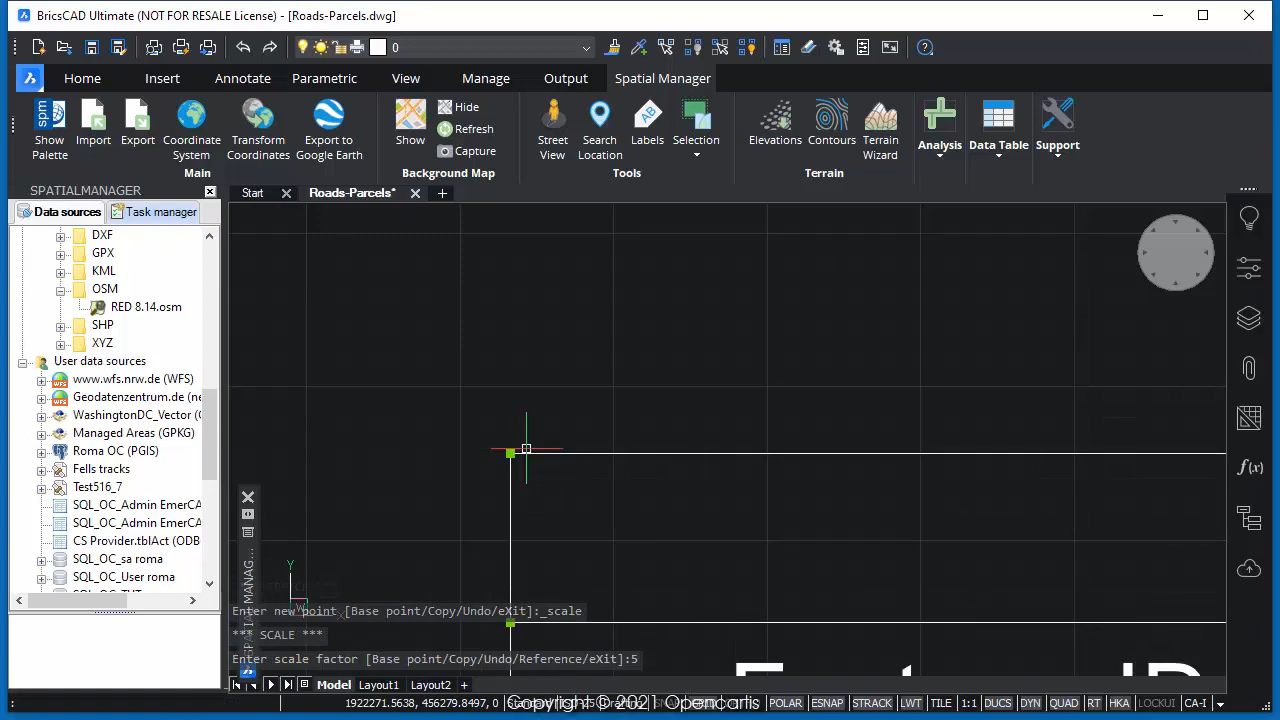 BricsCAD Ultimate (NOT FOR RESALE License) - [Roads-Parcels.dwg]
0
Home Insert Annotate Parametric View Manage Output Spatial Manager
Show Palette Import Export Coordinate System Transform Coordinates Export to Google Earth
Main
Show Hide Refresh Capture
Background Map
Street View Search Location Labels Selection
Tools
Elevations Contours Terrain Wizard
Terrain
Analysis Data Table Support
SPATIALMANAGER
Start Roads-Parcels*
Data sources Task manager
DXF
GPX
KML
OSM
RED 8.14.osm
SHP
XYZ
User data sources
www.wfs.nrw.de (WFS)
Geodatenzentrum.de (ne
WashingtonDC_Vector (
Managed Areas (GPKG)
Roma OC (PGIS)
Fells tracks
Test516_7
SQL_OC_Admin EmerCA
SQL_OC_Admin EmerCA
CS Provider.tblAct (ODB
SQL_OC_sa roma
SQL_OC_User roma
Y
W
X
Enter new point [Base point/Copy/Undo/eXit]:_scale
*** SCALE ***
Enter scale factor [Base point/Copy/Undo/Reference/eXit]:5
Model Layout1 Layout2
1922271.5638, 456279.8497, 0
Copyright © 2021 Opencartis
POLAR ESNAP STRACK LWT TILE 1:1 DUCS DYN QUAD RT HKA LOCKUI CA-I